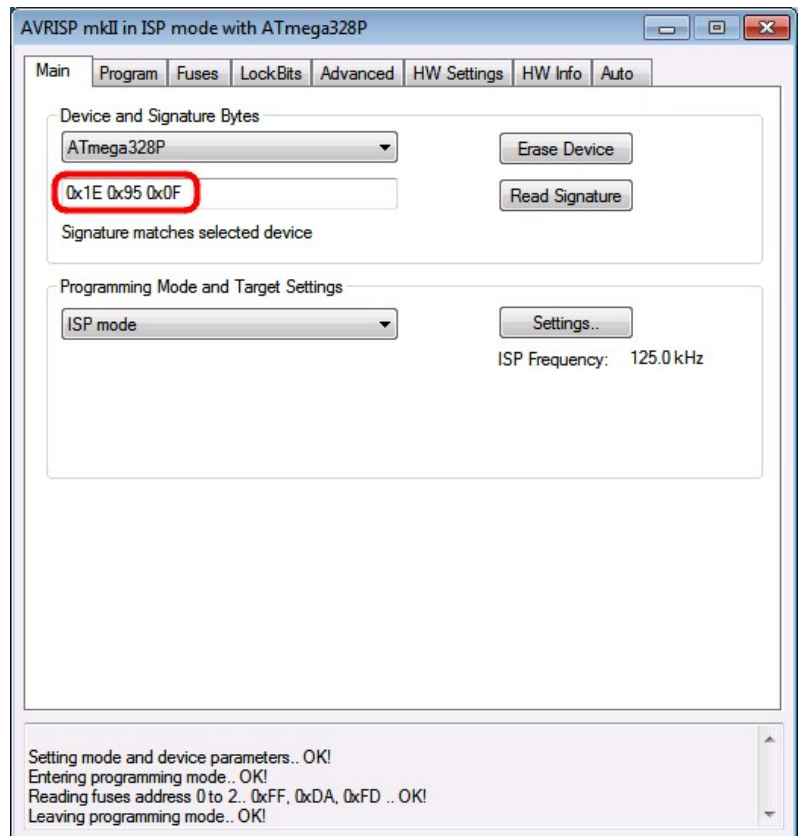 AVRISP mkII in ISP mode with ATmega328P
Main Program Fuses LockBits Advanced HW Settings HW Info Auto
Device and Signature Bytes
ATmega328P Erase Device
0x1E 0x95 0x0F Read Signature
Signature matches selected device
Programming Mode and Target Settings
ISP mode Settings..
ISP Frequency: 125.0 kHz
Setting mode and device parameters.. OK!
Entering programming mode.. OK!
Reading fuses address 0 to 2.. 0xFF, 0xDA, 0xFD .. OK!
Leaving programming mode.. OK!